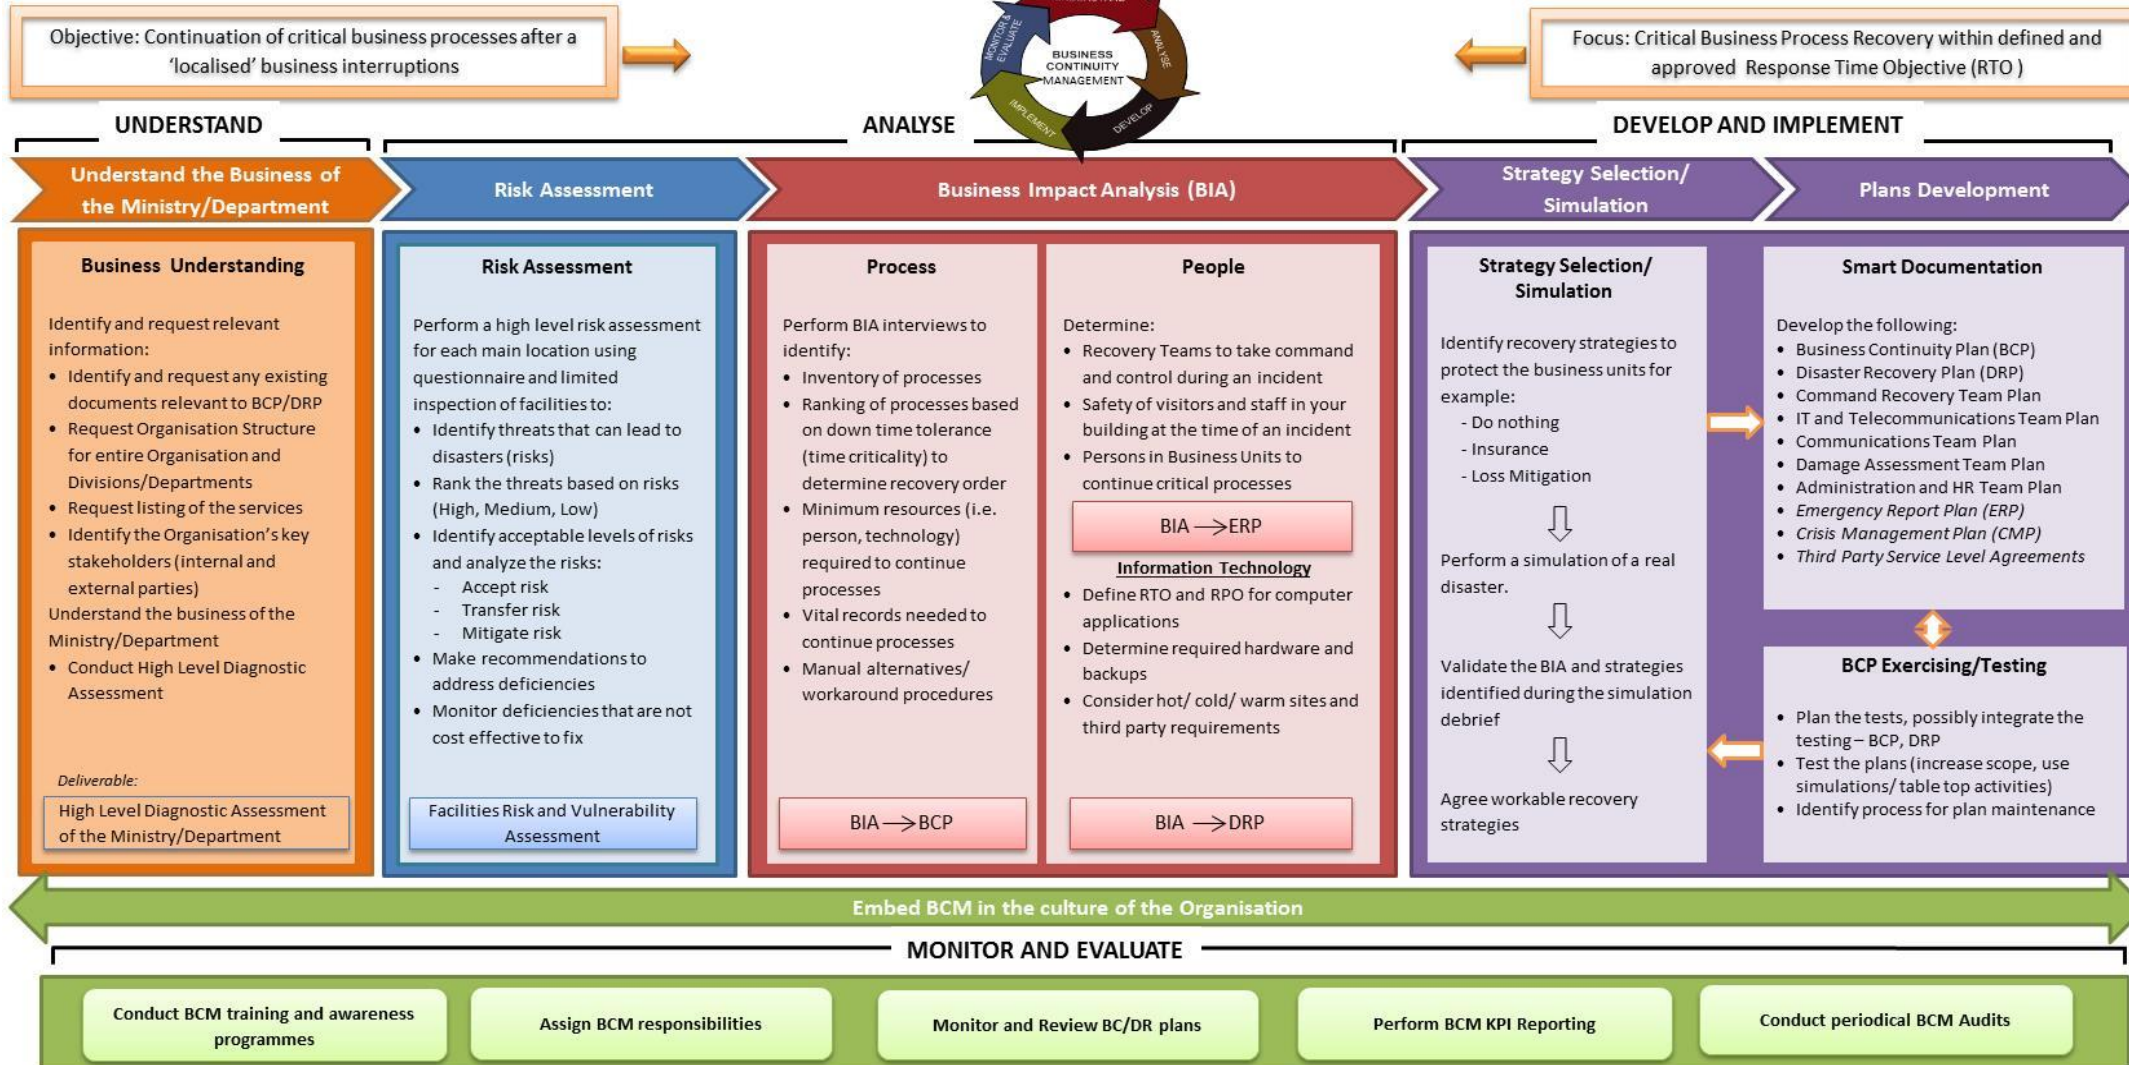 Objective: Continuation of critical business processes after a
‘localised’ business interruptions
MONITOR &
EVALUATE
ANALYSE
DEVELOP
IMPLEMENT
BUSINESS
CONTINUITY
MANAGEMENT
Focus: Critical Business Process Recovery within defined and
approved Response Time Objective (RTO )
UNDERSTAND
ANALYSE
DEVELOP AND IMPLEMENT
Understand the Business of
the Ministry/Department
Risk Assessment
Business Impact Analysis (BIA)
Strategy Selection/
Simulation
Plans Development
Business Understanding
Identify and request relevant
information:
• Identify and request any existing
documents relevant to BCP/DRP
• Request Organisation Structure
for entire Organisation and
Divisions/Departments
• Request listing of the services
• Identify the Organisation’s key
stakeholders (internal and
external parties)
Understand the business of the
Ministry/Department
• Conduct High Level Diagnostic
Assessment
Deliverable:
High Level Diagnostic Assessment
of the Ministry/Department
Risk Assessment
Perform a high level risk assessment
for each main location using
questionnaire and limited
inspection of facilities to:
• Identify threats that can lead to
disasters (risks)
• Rank the threats based on risks
(High, Medium, Low)
• Identify acceptable levels of risks
and analyze the risks:
- Accept risk
- Transfer risk
- Mitigate risk
• Make recommendations to
address deficiencies
• Monitor deficiencies that are not
cost effective to fix
Facilities Risk and Vulnerability
Assessment
Process
Perform BIA interviews to
identify:
• Inventory of processes
• Ranking of processes based
on down time tolerance
(time criticality) to
determine recovery order
• Minimum resources (i.e.
person, technology)
required to continue
processes
• Vital records needed to
continue processes
• Manual alternatives/
workaround procedures
BIA → BCP
People
Determine:
• Recovery Teams to take command
and control during an incident
• Safety of visitors and staff in your
building at the time of an incident
• Persons in Business Units to
continue critical processes
BIA → ERP
Information Technology
• Define RTO and RPO for computer
applications
• Determine required hardware and
backups
• Consider hot/ cold/ warm sites and
third party requirements
BIA → DRP
Strategy Selection/
Simulation
Identify recovery strategies to
protect the business units for
example:
- Do nothing
- Insurance
- Loss Mitigation
Perform a simulation of a real
disaster.
Validate the BIA and strategies
identified during the simulation
debrief
Agree workable recovery
strategies
Smart Documentation
Develop the following:
• Business Continuity Plan (BCP)
• Disaster Recovery Plan (DRP)
• Command Recovery Team Plan
• IT and Telecommunications Team Plan
• Communications Team Plan
• Damage Assessment Team Plan
• Administration and HR Team Plan
• Emergency Report Plan (ERP)
• Crisis Management Plan (CMP)
• Third Party Service Level Agreements
BCP Exercising/Testing
• Plan the tests, possibly integrate the
testing – BCP, DRP
• Test the plans (increase scope, use
simulations/ table top activities)
• Identify process for plan maintenance
Embed BCM in the culture of the Organisation
MONITOR AND EVALUATE
Conduct BCM training and awareness
programmes
Assign BCM responsibilities
Monitor and Review BC/DR plans
Perform BCM KPI Reporting
Conduct periodical BCM Audits